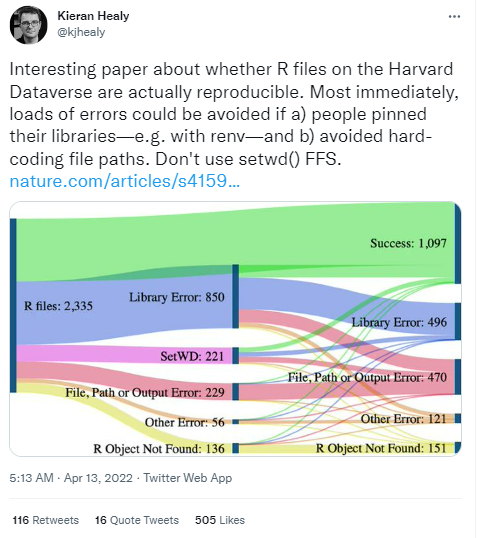 Kieran Healy
@kjhealy
Interesting paper about whether R files on the Harvard
Dataverse are actually reproducible. Most immediately,
loads of errors could be avoided if a) people pinned
their libraries—e.g. with renv—and b) avoided hard-
coding file paths. Don't use setwd() FFS.
nature.com/articles/s4159...
Success: 1,097
R files: 2,335
Library Error: 850
Library Error: 496
SetWD: 221
File, Path or Output Error: 470
File, Path or Output Error: 229
Other Error: 56
Other Error: 121
R Object Not Found: 136
R Object Not Found: 151
5:13 AM · Apr 13, 2022 · Twitter Web App
116 Retweets 16 Quote Tweets 505 Likes